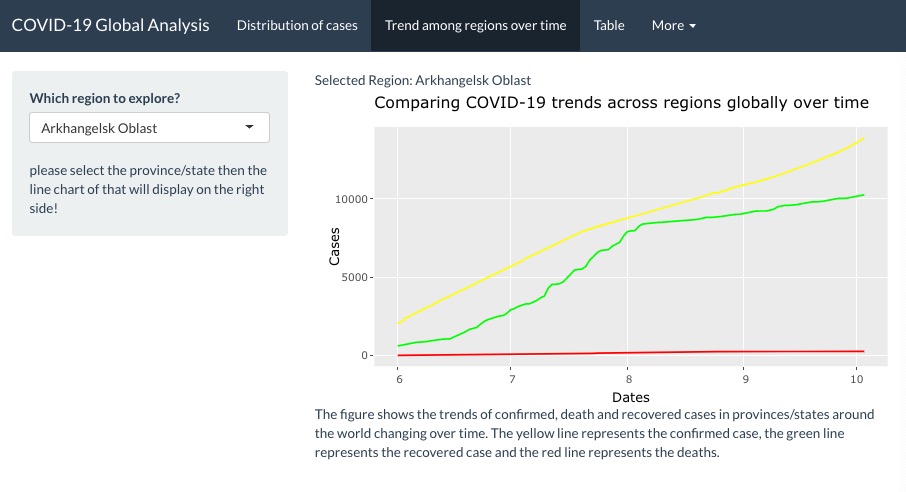 COVID-19 Global Analysis Distribution of cases Trend among regions over time Table More
Which region to explore?
Arkhangelsk Oblast
please select the province/state then the
line chart of that will display on the right
side!
Selected Region: Arkhangelsk Oblast
Comparing COVID-19 trends across regions globally over time
Cases
10000
5000
0
6 7 8 9 10
Dates
The figure shows the trends of confirmed, death and recovered cases in provinces/states around
the world changing over time. The yellow line represents the confirmed case, the green line
represents the recovered case and the red line represents the deaths.